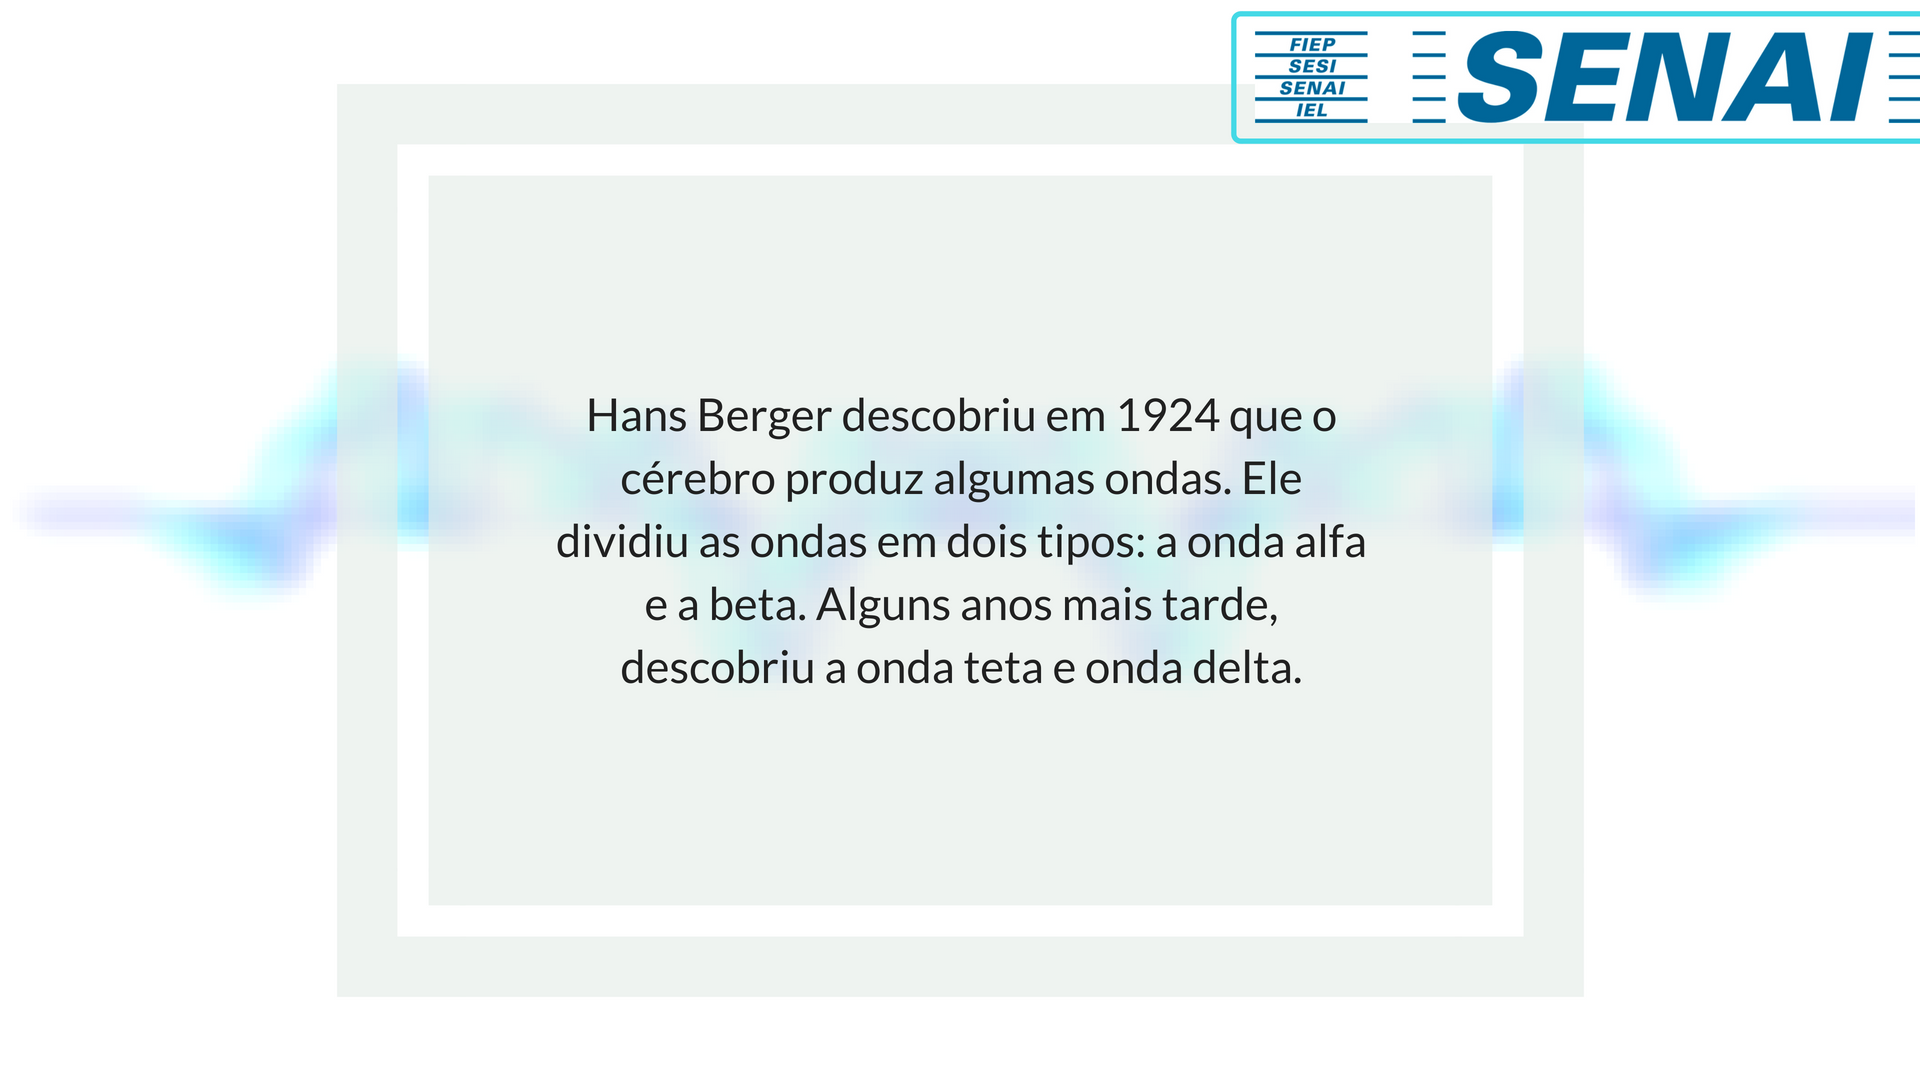 FIEP
SESI
SENAI
IEL
SENAI
Hans Berger descobriu em 1924 que o
cérebro produz algumas ondas. Ele
dividiu as ondas em dois tipos: a onda alfa
e a beta. Alguns anos mais tarde,
descobriu a onda teta e onda delta.